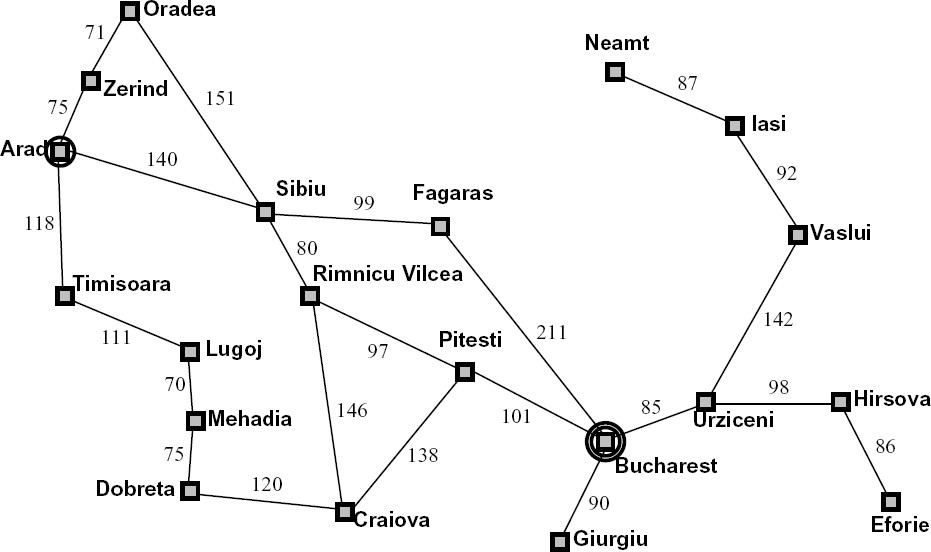 Oradea
71
Neamt
87
Zerind
151
75
Iasi
Arad
140
92
Sibiu
99
Fagaras
118
80
Vaslui
Rimnicu Vilcea
Timisoara
142
111
211
Lugoj
97
Pitesti
70
98
Hirsova
146
101
85
Urziceni
Mehadia
138
86
75
Bucharest
Dobreta
120
90
Craiova
Eforie
Giurgiu